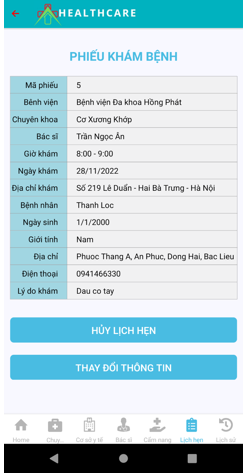 HEALTHCARE
PHIẾU KHÁM BỆNH
Mã phiếu 5
Bênh viện Bệnh viện Đa khoa Hồng Phát
Chuyên khoa Cơ Xương Khớp
Bác sĩ Trần Ngọc Ân
Giờ khám 8:00 - 9:00
Ngày khám 28/11/2022
Địa chỉ khám Số 219 Lê Duẩn - Hai Bà Trưng - Hà Nội
Bệnh nhân Thanh Loc
Ngày sinh 1/1/2000
Giới tính Nam
Địa chỉ Phuoc Thang A, An Phuc, Dong Hai, Bac Lieu
Điện thoại 0941466330
Lý do khám Dau co tay
HỦY LỊCH HẸN
THAY ĐỔI THÔNG TIN
Home Chuy... Cơ sở y tế Bác sĩ Cẩm nang Lịch hẹn Lịch sử